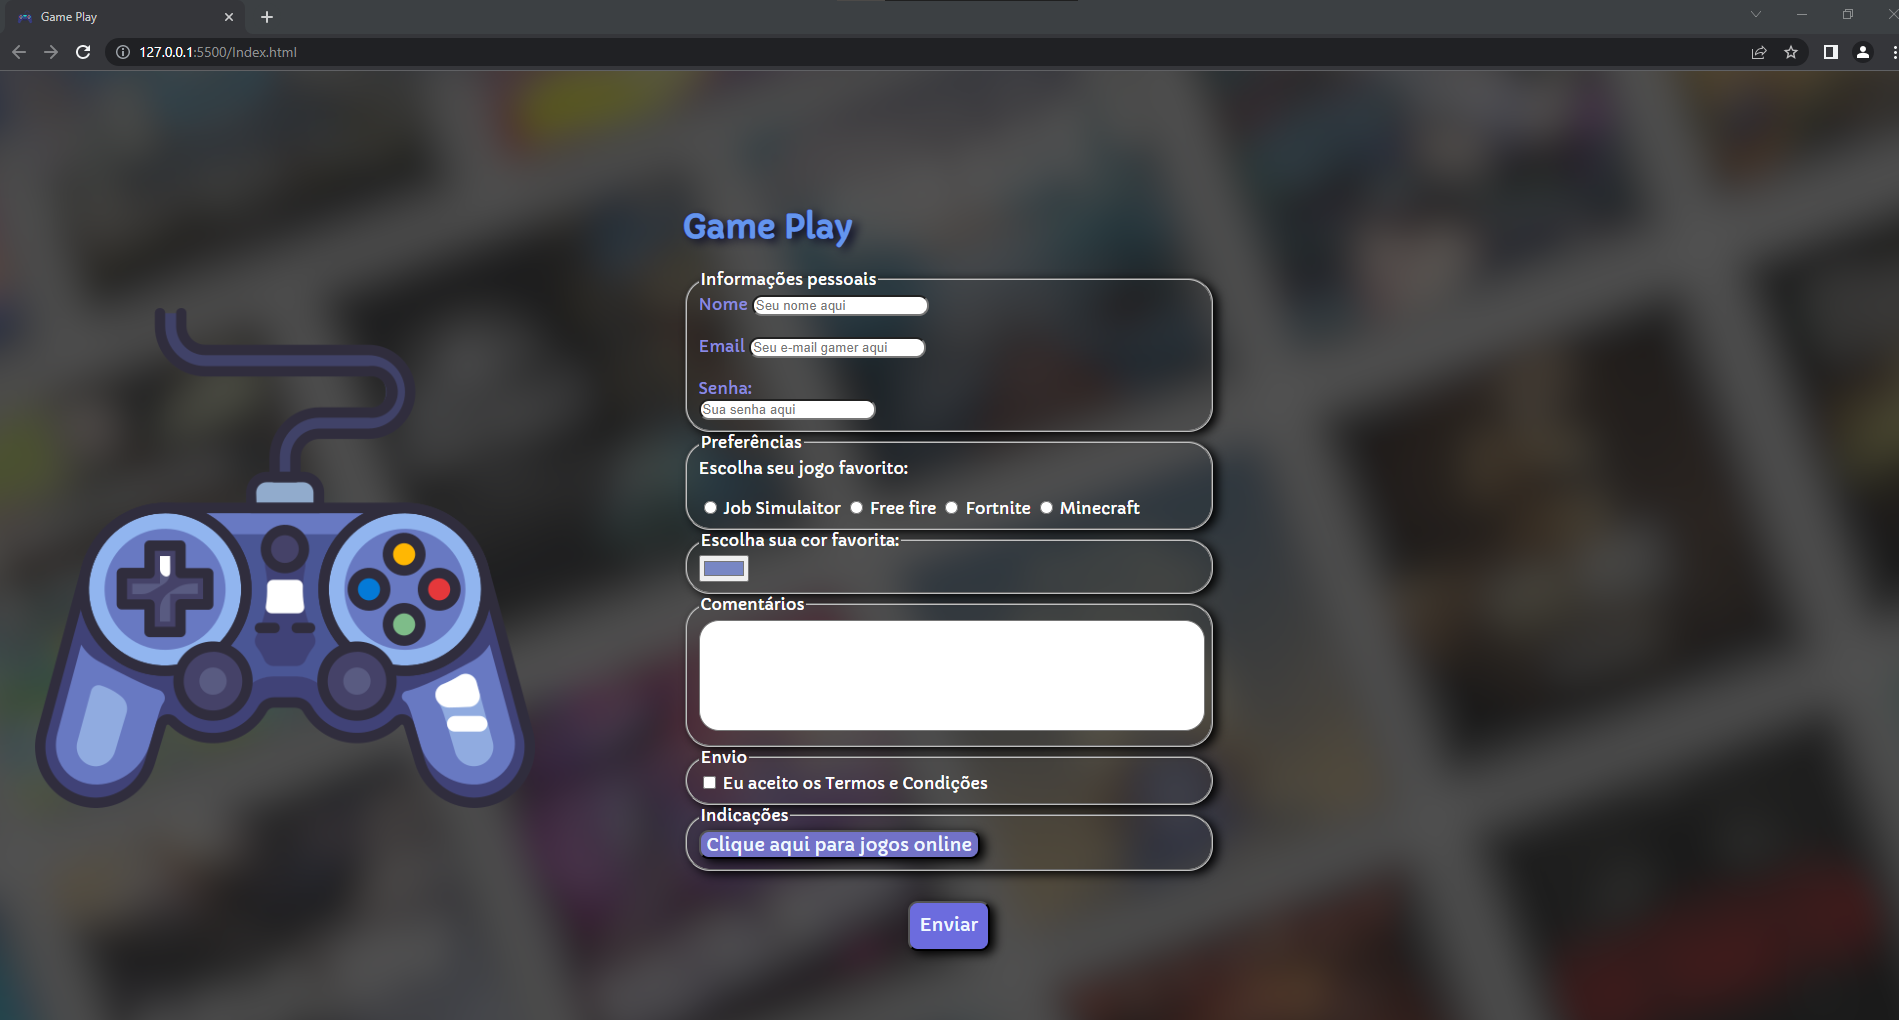 Game Play
127.0.0.1:5500/Index.html
Game Play
Informações pessoais
Nome Seu nome aqui
Email Seu e-mail gamer aqui
Senha:
Sua senha aqui
Preferências
Escolha seu jogo favorito:
Job Simulaitor Free fire Fortnite Minecraft
Escolha sua cor favorita:
Comentários
Envio
Eu aceito os Termos e Condições
Indicações
Clique aqui para jogos online
Enviar